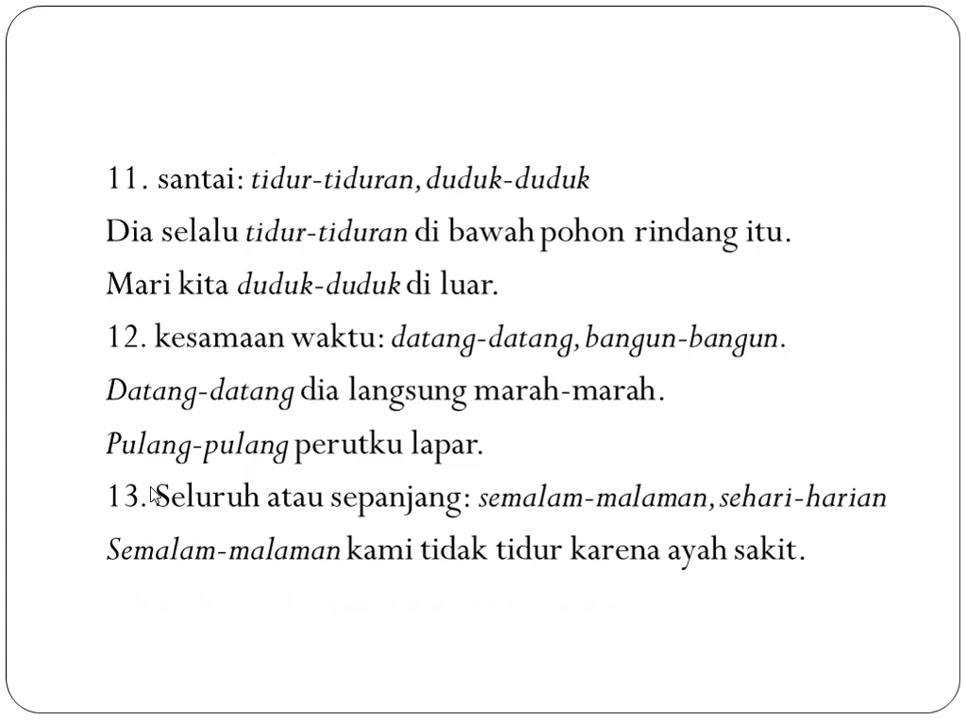 11. santai: tidur-tiduran, duduk-duduk
Dia selalu tidur-tiduran di bawah pohon rindang itu.
Mari kita duduk-duduk di luar.
12. kesamaan waktu: datang-datang, bangun-bangun.
Datang-datang dia langsung marah-marah.
Pulang-pulang perutku lapar.
13. Seluruh atau sepanjang: semalam-malaman, sehari-harian
Semalam-malaman kami tidak tidur karena ayah sakit.